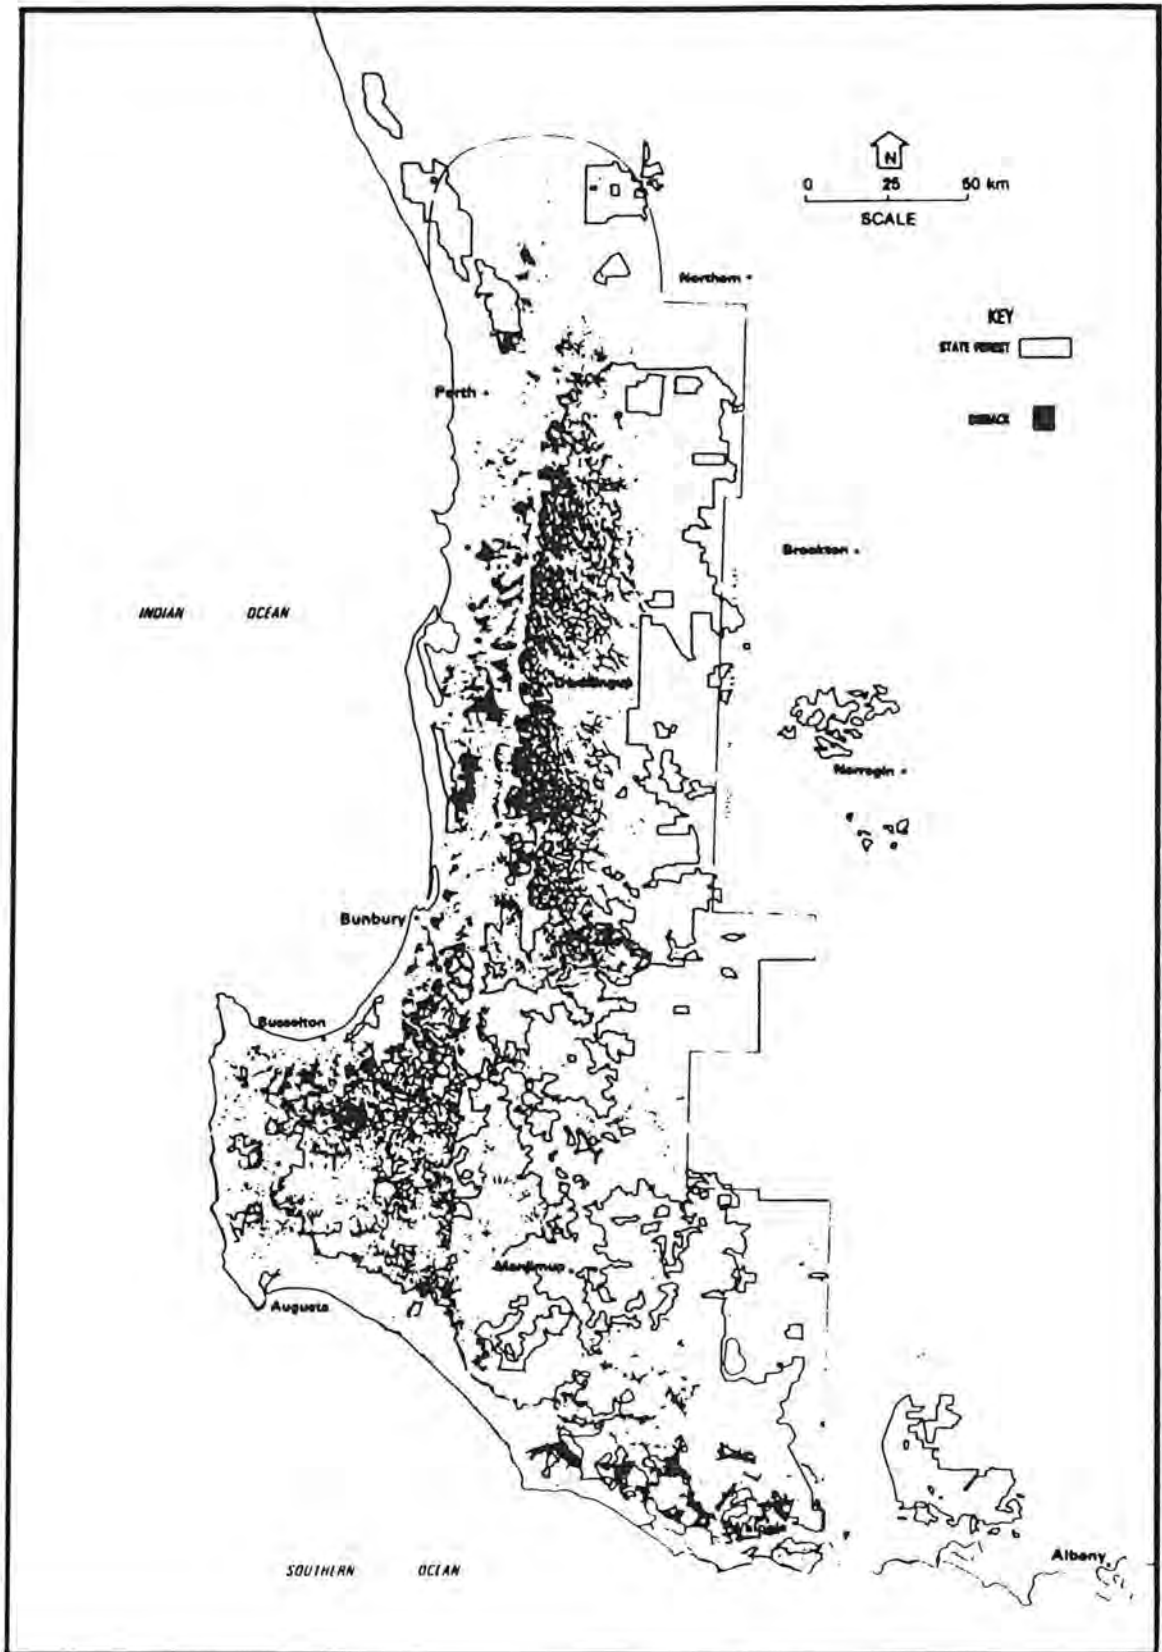 N
0 25 50 km
SCALE
Northam
KEY
STATE FOREST
Perth
DIEBACK
Brookton
INDIAN OCEAN
Narrogin
Bunbury
Busselton
Manjimup
Augusta
Walpole
SOUTHERN OCEAN
Albany